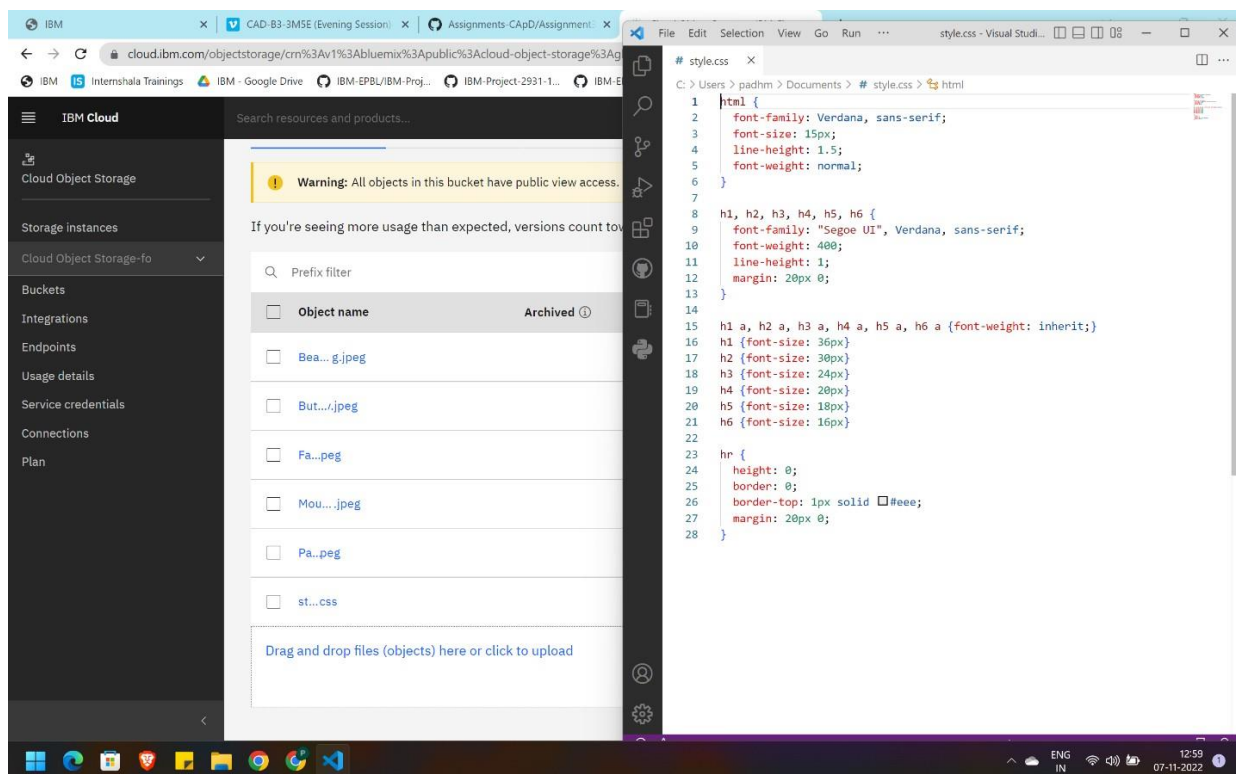 IBM
CAD-B3-3M5E (Evening Session)
Assignments-CApD/Assignment
cloud.ibm.com/objectstorage/crn%3Av1%3Abluemix%3Apublic%3Acloud-object-storage%3Ag
IBM
IS Internshala Trainings
IBM - Google Drive
IBM-EPBL/IBM-Proj...
IBM-Project-2931-1...
IBM-E
IBM Cloud
Search resources and products...
Cloud Object Storage
Storage instances
Cloud Object Storage-fo
Buckets
Integrations
Endpoints
Usage details
Service credentials
Connections
Plan
Warning: All objects in this bucket have public view access.
If you're seeing more usage than expected, versions count tow
Prefix filter
Object name Archived
Bea... g.jpeg
But.../.jpeg
Fa...peg
Mou... .jpeg
Pa...peg
st...css
Drag and drop files (objects) here or click to upload
File Edit Selection View Go Run ··· style.css - Visual Studi...
# style.css
C: > Users > padhm > Documents > # style.css > html
1 html {
2 font-family: Verdana, sans-serif;
3 font-size: 15px;
4 line-height: 1.5;
5 font-weight: normal;
6 }
7
8 h1, h2, h3, h4, h5, h6 {
9 font-family: "Segoe UI", Verdana, sans-serif;
10 font-weight: 400;
11 line-height: 1;
12 margin: 20px 0;
13 }
14
15 h1 a, h2 a, h3 a, h4 a, h5 a, h6 a {font-weight: inherit;}
16 h1 {font-size: 36px}
17 h2 {font-size: 30px}
18 h3 {font-size: 24px}
19 h4 {font-size: 20px}
20 h5 {font-size: 18px}
21 h6 {font-size: 16px}
22
23 hr {
24 height: 0;
25 border: 0;
26 border-top: 1px solid #eee;
27 margin: 20px 0;
28 }
ENG
IN
12:59
07-11-2022
1